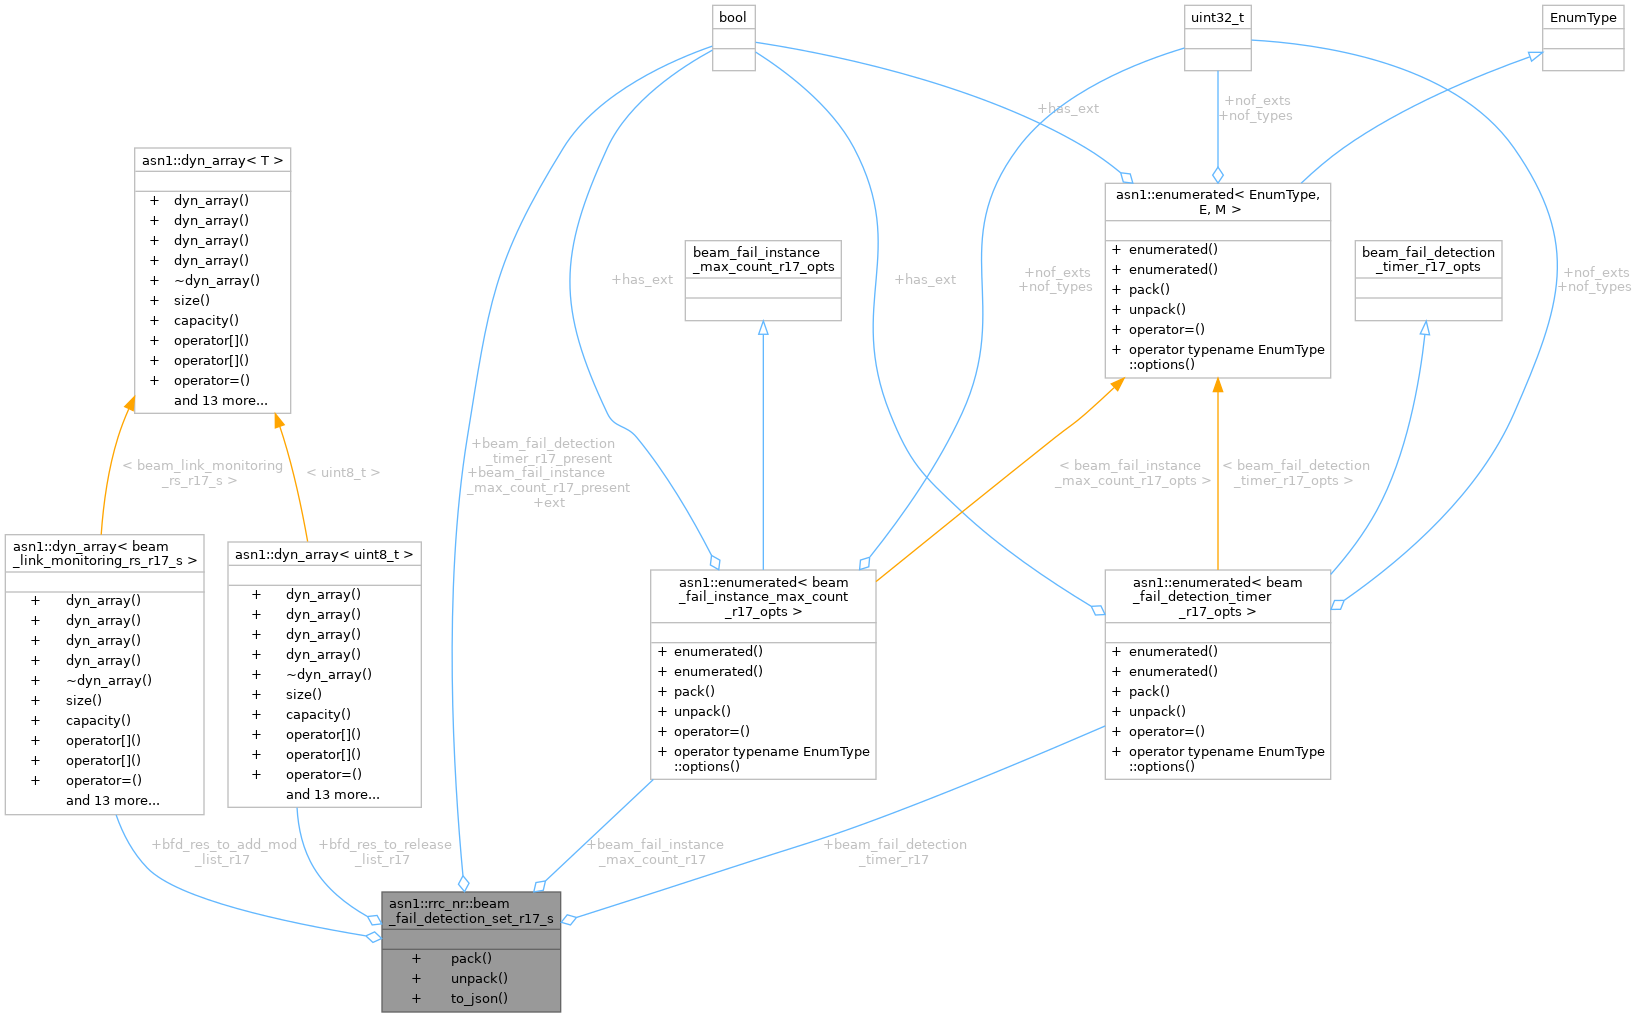 bool
uint32_t
EnumType
+has_ext
+nof_exts
+nof_types
asn1::dyn_array< T >
+ dyn_array()
+ dyn_array()
+ dyn_array()
+ dyn_array()
+ ~dyn_array()
+ size()
+ capacity()
+ operator[]()
+ operator[]()
+ operator=()
and 13 more...
asn1::enumerated< EnumType,
E, M >
+ enumerated()
+ enumerated()
+ pack()
+ unpack()
+ operator=()
+ operator typename EnumType
::options()
beam_fail_instance
_max_count_r17_opts
beam_fail_detection
_timer_r17_opts
+has_ext
+has_ext
+nof_exts
+nof_types
+nof_exts
+nof_types
+beam_fail_detection
_timer_r17_present
+beam_fail_instance
_max_count_r17_present
+ext
< beam_link_monitoring
_rs_r17_s >
< uint8_t >
< beam_fail_instance
_max_count_r17_opts >
< beam_fail_detection
_timer_r17_opts >
asn1::dyn_array< beam
_link_monitoring_rs_r17_s >
+ dyn_array()
+ dyn_array()
+ dyn_array()
+ dyn_array()
+ ~dyn_array()
+ size()
+ capacity()
+ operator[]()
+ operator[]()
+ operator=()
and 13 more...
asn1::dyn_array< uint8_t >
+ dyn_array()
+ dyn_array()
+ dyn_array()
+ dyn_array()
+ ~dyn_array()
+ size()
+ capacity()
+ operator[]()
+ operator[]()
+ operator=()
and 13 more...
asn1::enumerated< beam
_fail_instance_max_count
_r17_opts >
+ enumerated()
+ enumerated()
+ pack()
+ unpack()
+ operator=()
+ operator typename EnumType
::options()
asn1::enumerated< beam
_fail_detection_timer
_r17_opts >
+ enumerated()
+ enumerated()
+ pack()
+ unpack()
+ operator=()
+ operator typename EnumType
::options()
+bfd_res_to_add_mod
_list_r17
+bfd_res_to_release
_list_r17
+beam_fail_instance
_max_count_r17
+beam_fail_detection
_timer_r17
asn1::rrc_nr::beam
_fail_detection_set_r17_s
+ pack()
+ unpack()
+ to_json()